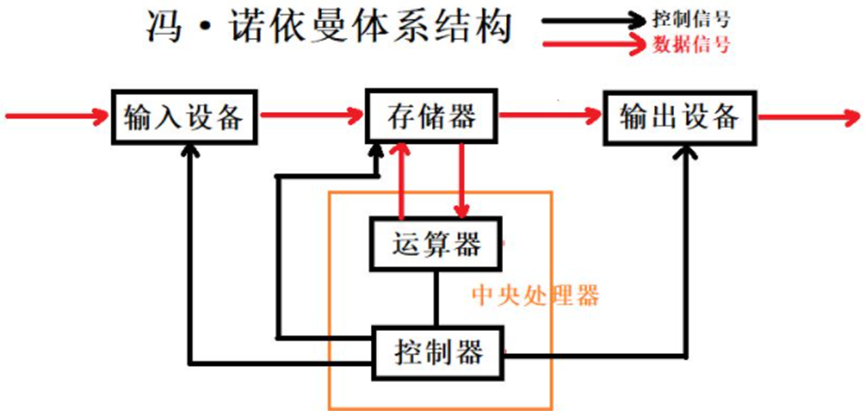 冯·诺依曼体系结构
控制信号
数据信号
输入设备
存储器
输出设备
运算器
中央处理器
控制器